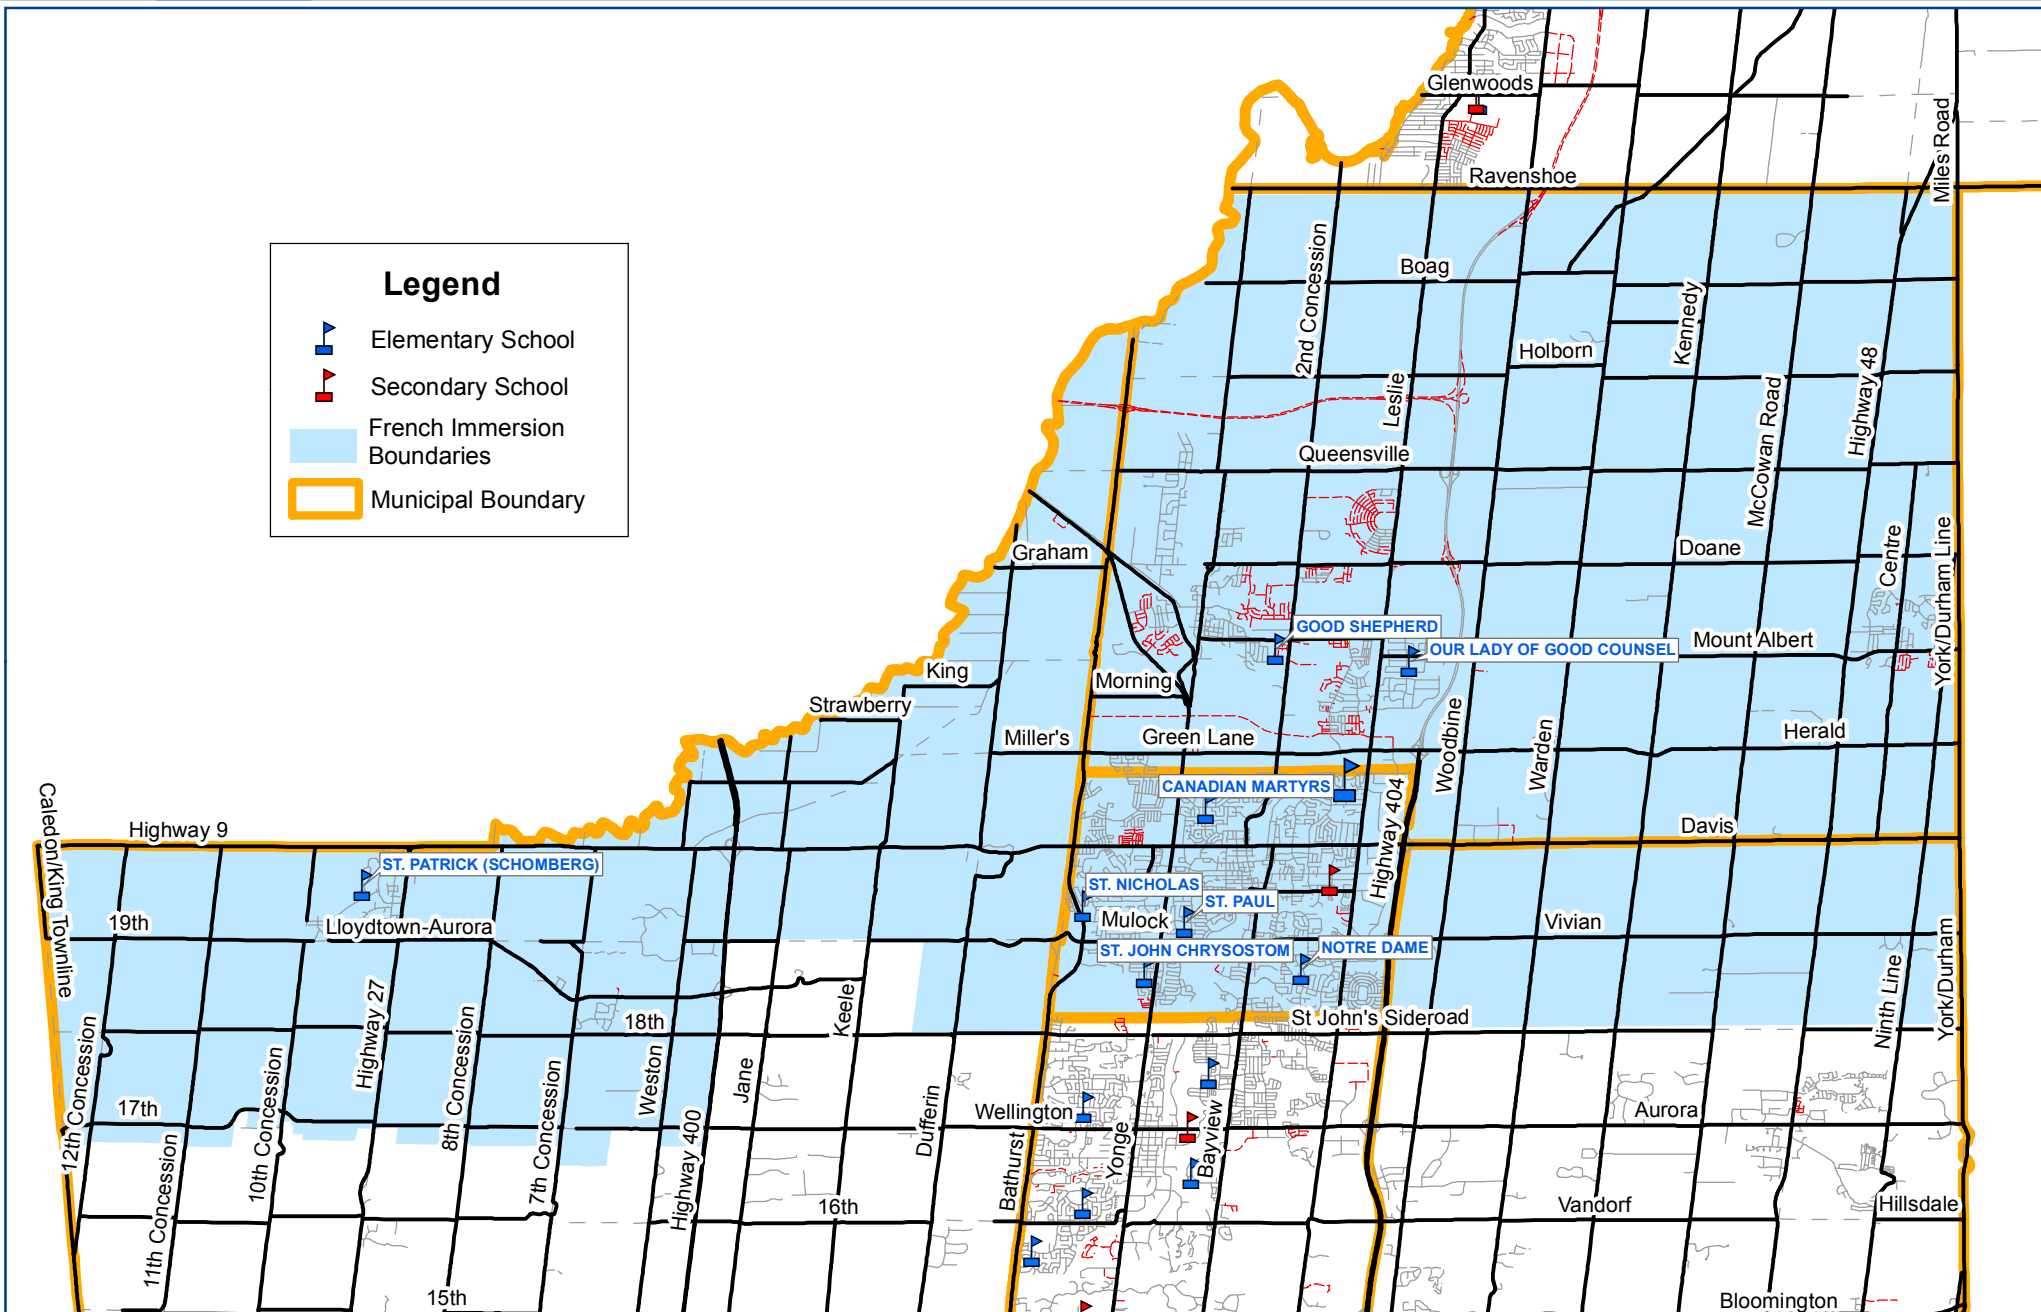 Glenwoods
Miles Road
Ravenshoe
Legend
Elementary School
Secondary School
French Immersion
Boundaries
Municipal Boundary
2nd Concession
Boag
Kennedy
Holborn
Leslie
Highway 48
McCowan Road
Queensville
Graham
Doane
Centre
York/Durham Line
GOOD SHEPHERD
OUR LADY OF GOOD COUNSEL
Mount Albert
King
Morning
Strawberry
Miller's
Green Lane
Woodbine
Warden
Herald
CANADIAN MARTYRS
Highway 404
Caledon/King Townline
Highway 9
Davis
ST. PATRICK (SCHOMBERG)
ST. NICHOLAS
ST. PAUL
19th
Lloydtown-Aurora
Mulock
Vivian
ST. JOHN CHRYSOSTOM
NOTRE DAME
Highway 27
8th Concession
Keele
18th
St John's Sideroad
Ninth Line
York/Durham
12th Concession
10th Concession
7th Concession
Weston
Jane
17th
Highway 400
Dufferin
Wellington
Aurora
11th Concession
Bathurst
Yonge
Bayview
16th
Vandorf
Hillsdale
15th
Bloomington